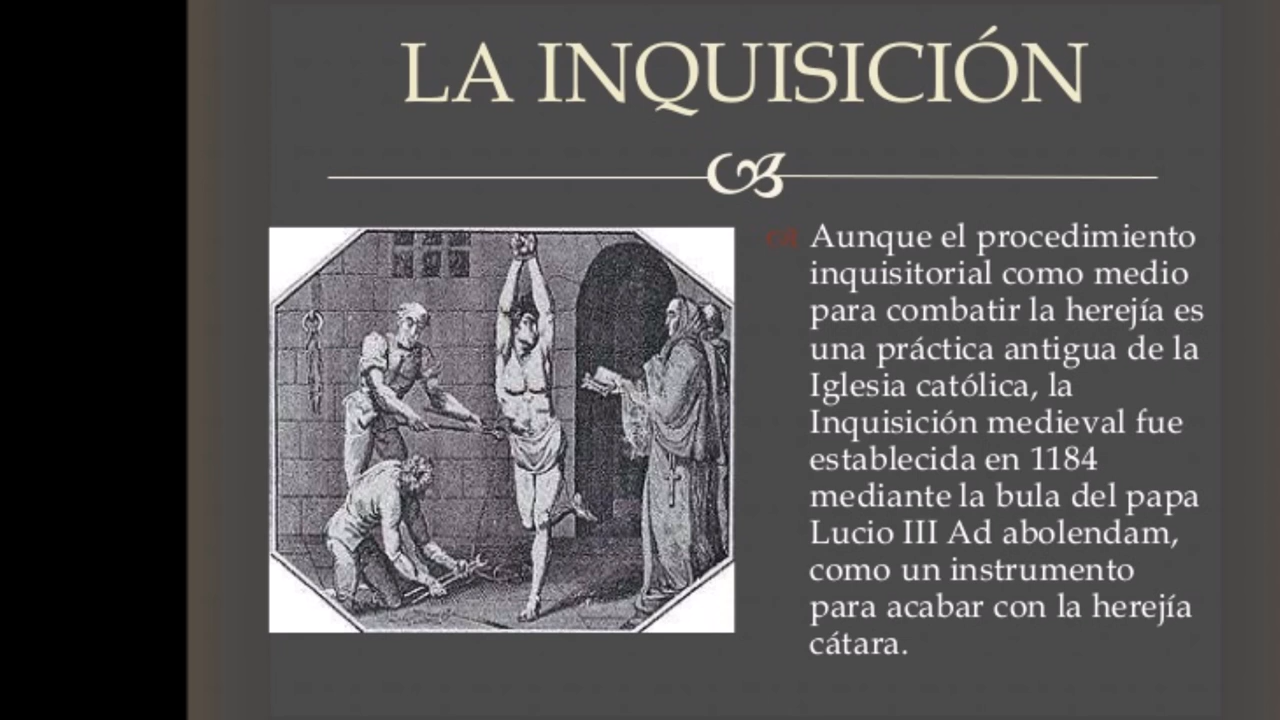 LA INQUISICIÓN
Aunque el procedimiento
inquisitorial como medio
para combatir la herejía es
una práctica antigua de la
Iglesia católica, la
Inquisición medieval fue
establecida en 1184
mediante la bula del papa
Lucio III Ad abolendam,
como un instrumento
para acabar con la herejía
cátara.